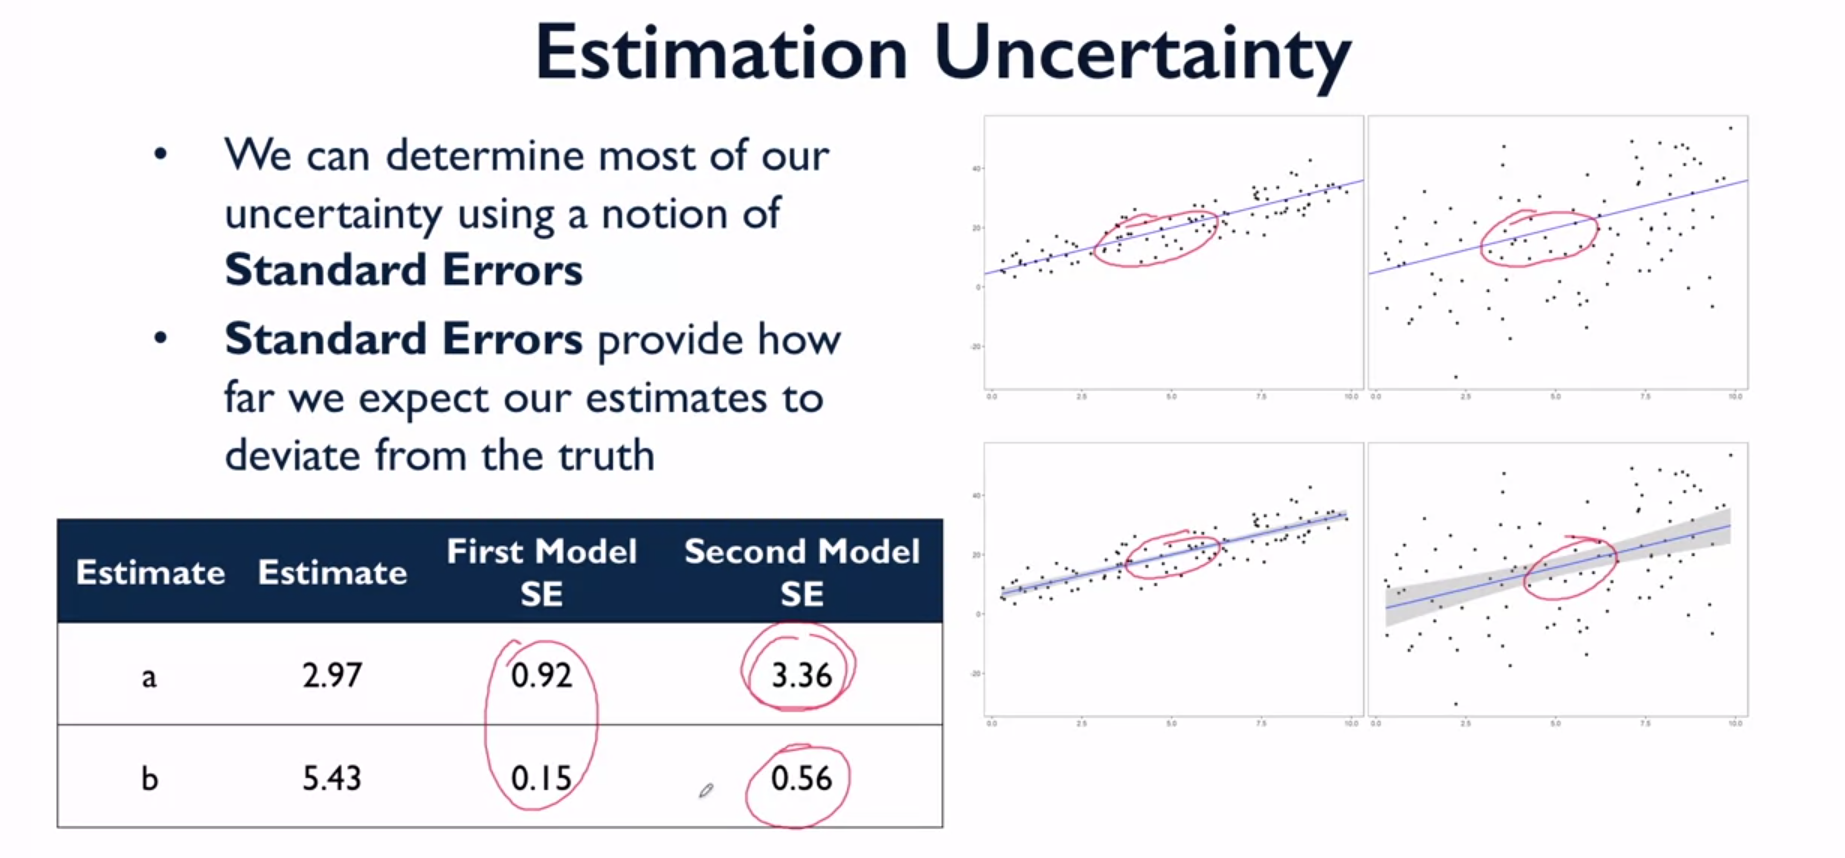 Estimation Uncertainty
• We can determine most of our
uncertainty using a notion of
Standard Errors
• Standard Errors provide how
far we expect our estimates to
deviate from the truth
Estimate Estimate First Model SE Second Model SE
a 2.97 0.92 3.36
b 5.43 0.15 0.56
40
20
0
-20
0.0 2.5 5.0 7.5 10.0 0.0 2.5 5.0 7.5 10.0
40
20
0
-20
0.0 2.5 5.0 7.5 10.0 0.0 2.5 5.0 7.5 10.0